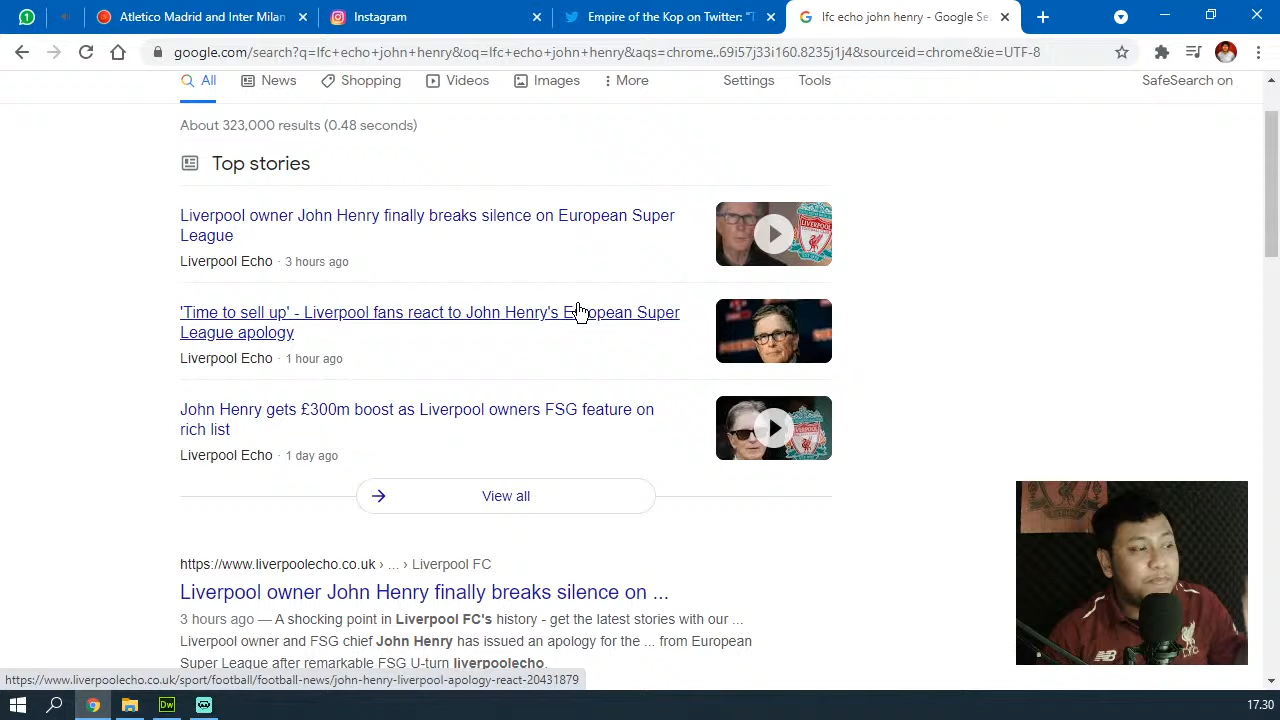 1
Atletico Madrid and Inter Milan
Instagram
Empire of the Kop on Twitter: "T
lfc echo john henry - Google Se
google.com/search?q=lfc+echo+john+henry&oq=lfc+echo+john+henry&aqs=chrome..69i57j33i160.8235j1j4&sourceid=chrome&ie=UTF-8
All
News
Shopping
Videos
Images
More
Settings
Tools
SafeSearch on
About 323,000 results (0.48 seconds)
Top stories
Liverpool owner John Henry finally breaks silence on European Super
League
Liverpool Echo · 3 hours ago
'Time to sell up' - Liverpool fans react to John Henry's European Super
League apology
Liverpool Echo · 1 hour ago
John Henry gets £300m boost as Liverpool owners FSG feature on
rich list
Liverpool Echo · 1 day ago
View all
https://www.liverpoolecho.co.uk › ... › Liverpool FC
Liverpool owner John Henry finally breaks silence on ...
3 hours ago — A shocking point in Liverpool FC's history - get the latest stories with our ...
Liverpool owner and FSG chief John Henry has issued an apology for the ... from European
Super League after remarkable FSG U-turn liverpoolecho.
https://www.liverpoolecho.co.uk/sport/football/football-news/john-henry-liverpool-apology-react-20431879
NB
Dw
17.30